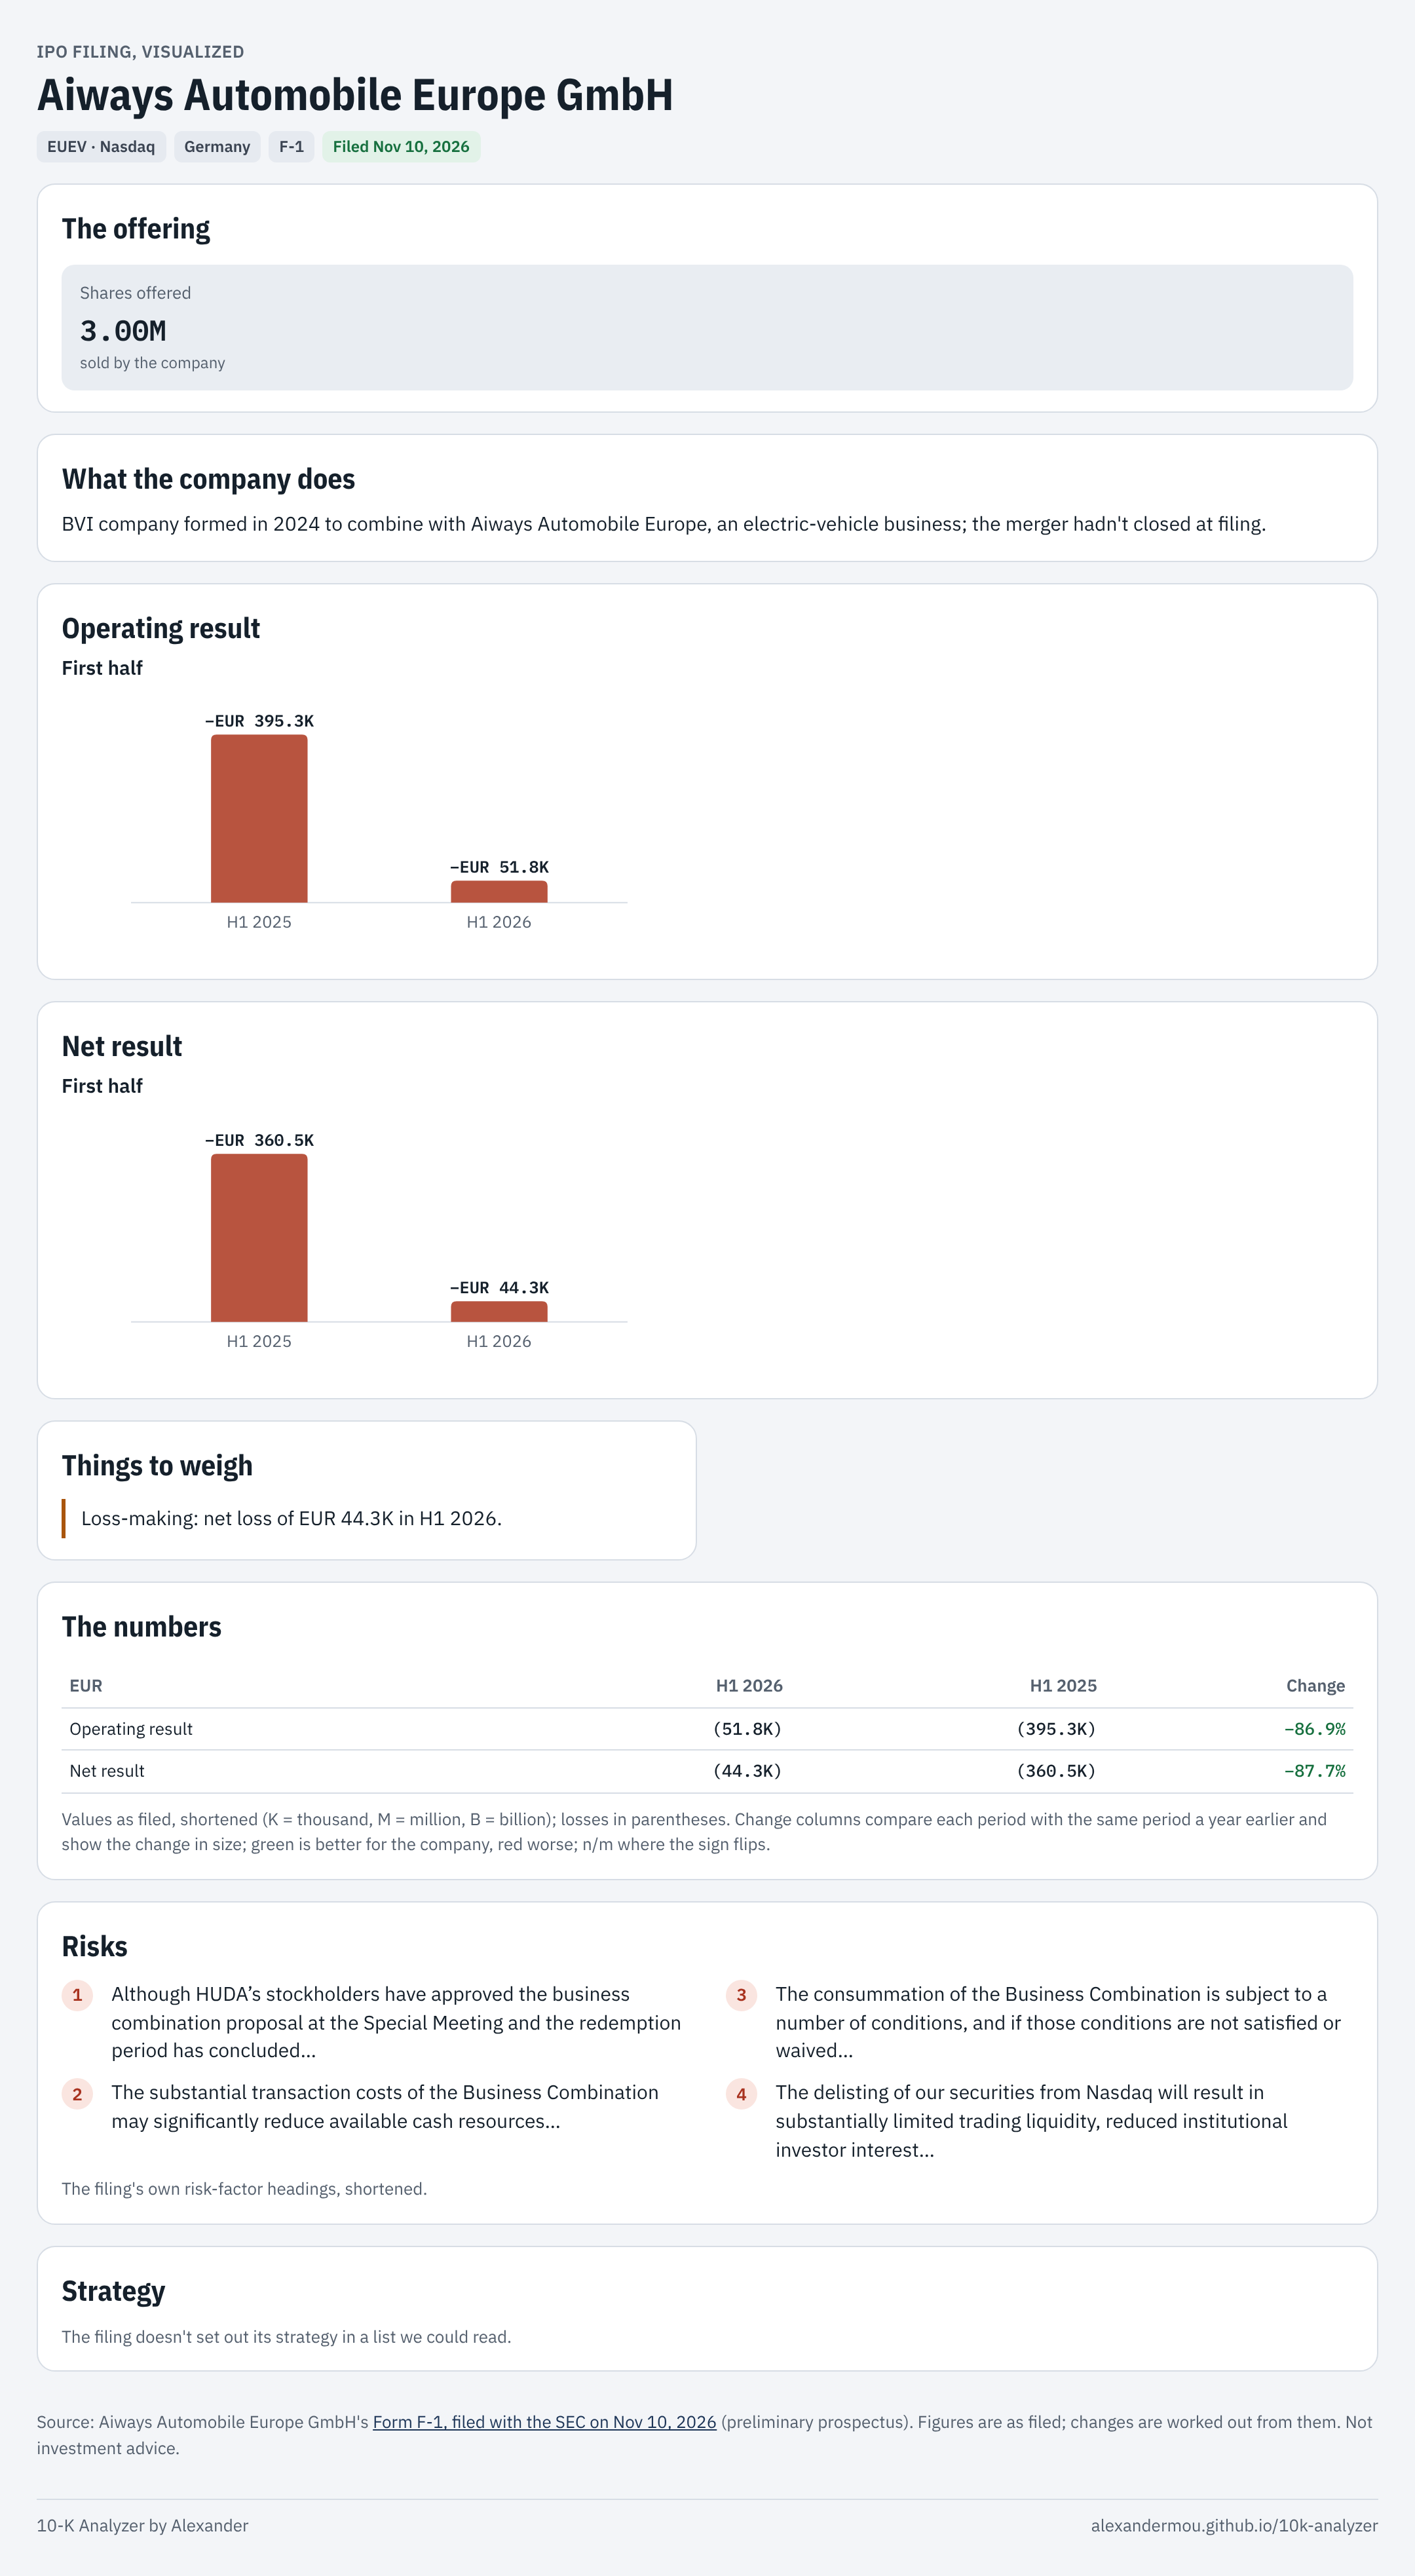 IPO FILING, VISUALIZED
Aiways Automobile Europe GmbH
EUEV · Nasdaq Germany F-1 Filed Nov 10, 2026
The offering
Shares offered
3.00M
sold by the company
What the company does
BVI company formed in 2024 to combine with Aiways Automobile Europe, an electric-vehicle business; the merger hadn't closed at filing.
Operating result
First half
−EUR 395.3K
−EUR 51.8K
H1 2025 H1 2026
Net result
First half
−EUR 360.5K
−EUR 44.3K
H1 2025 H1 2026
Things to weigh
Loss-making: net loss of EUR 44.3K in H1 2026.
The numbers
EUR H1 2026 H1 2025 Change
Operating result (51.8K) (395.3K) −86.9%
Net result (44.3K) (360.5K) −87.7%
Values as filed, shortened (K = thousand, M = million, B = billion); losses in parentheses. Change columns compare each period with the same period a year earlier and
show the change in size; green is better for the company, red worse; n/m where the sign flips.
Risks
1 Although HUDA’s stockholders have approved the business
combination proposal at the Special Meeting and the redemption
period has concluded…
2 The substantial transaction costs of the Business Combination
may significantly reduce available cash resources…
3 The consummation of the Business Combination is subject to a
number of conditions, and if those conditions are not satisfied or
waived…
4 The delisting of our securities from Nasdaq will result in
substantially limited trading liquidity, reduced institutional
investor interest…
The filing's own risk-factor headings, shortened.
Strategy
The filing doesn't set out its strategy in a list we could read.
Source: Aiways Automobile Europe GmbH's Form F-1, filed with the SEC on Nov 10, 2026 (preliminary prospectus). Figures are as filed; changes are worked out from them. Not
investment advice.
10-K Analyzer by Alexander alexandermou.github.io/10k-analyzer